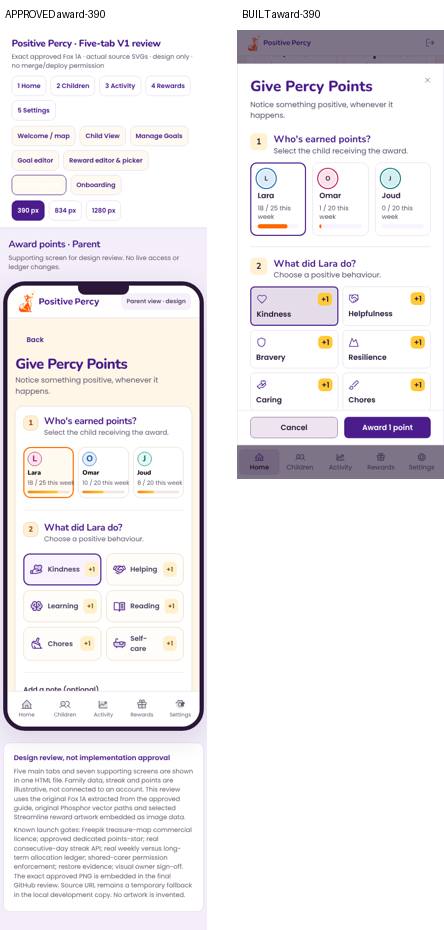 APPROVED award-390
Positive Percy · Five-tab V1 review
Exact approved Fox 1A · actual source SVGs · design only ·
no merge/deploy permission
1 Home
2 Children
3 Activity
4 Rewards
5 Settings
Welcome / map
Child View
Manage Goals
Goal editor
Reward editor & picker
Onboarding
390 px
834 px
1280 px
Award points · Parent
Supporting screen for design review. No live access or
ledger changes.
Positive Percy
Parent view · design
Back
Give Percy Points
Notice something positive, whenever it
happens.
1
Who's earned points?
Select the child receiving the award.
L
Lara
18 / 25 this week
O
Omar
10 / 20 this week
J
Joud
8 / 20 this week
2
What did Lara do?
Choose a positive behaviour.
Kindness +1
Helping +1
Learning +1
Reading +1
Chores +1
Self-
care +1
Add a note (optional)
Home
Children
Activity
Rewards
Settings
Design review, not implementation approval
Five main tabs and seven supporting screens are shown
in one HTML file. Family data, streak and points are
illustrative, not connected to an account. This review
uses the original Fox 1A extracted from the approved
guide, original Phosphor vector paths and selected
Streamline reward artwork embedded as image data.
Known launch gates: Freepik treasure-map commercial
licence; approved dedicated points-star; real
consecutive-day streak API; real weekly versus long-
term allocation ledger; shared-carer permission
enforcement; restore evidence; visual owner sign-off.
The exact approved PNG is embedded in the final
GitHub review. Source URL remains a temporary fallback
in the local development copy. No artwork is invented.
BUILT award-390
Positive Percy
Give Percy Points
×
Notice something positive, whenever it
happens.
1
Who's earned points?
Select the child receiving the award.
L
Lara
18 / 25 this
week
O
Omar
1 / 20 this
week
J
Joud
0 / 20 this
week
2
What did Lara do?
Choose a positive behaviour.
+1
Kindness
+1
Helpfulness
+1
Bravery
+1
Resilience
+1
Caring
+1
Chores
Cancel
Award 1 point
Home
Children
Activity
Rewards
Settings